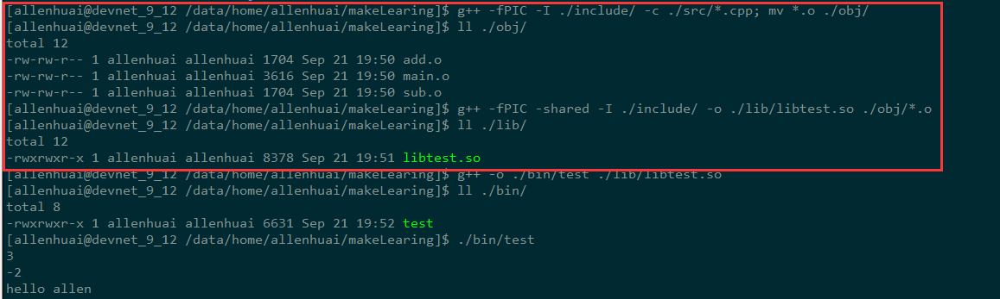 [allenhuai@devnet_9_12 /data/home/allenhuai/makeLearing]$ g++ -fPIC -I ./include/ -c ./src/*.cpp; mv *.o ./obj/
[allenhuai@devnet_9_12 /data/home/allenhuai/makeLearing]$ ll ./obj/
total 12
-rw-rw-r-- 1 allenhuai allenhuai 1704 Sep 21 19:50 add.o
-rw-rw-r-- 1 allenhuai allenhuai 3616 Sep 21 19:50 main.o
-rw-rw-r-- 1 allenhuai allenhuai 1704 Sep 21 19:50 sub.o
[allenhuai@devnet_9_12 /data/home/allenhuai/makeLearing]$ g++ -fPIC -shared -I ./include/ -o ./lib/libtest.so ./obj/*.o
[allenhuai@devnet_9_12 /data/home/allenhuai/makeLearing]$ ll ./lib/
total 12
-rwxrwxr-x 1 allenhuai allenhuai 8378 Sep 21 19:51 libtest.so
[allenhuai@devnet_9_12 /data/home/allenhuai/makeLearing]$ g++ -o ./bin/test ./lib/libtest.so
[allenhuai@devnet_9_12 /data/home/allenhuai/makeLearing]$ ll ./bin/
total 8
-rwxrwxr-x 1 allenhuai allenhuai 6631 Sep 21 19:52 test
[allenhuai@devnet_9_12 /data/home/allenhuai/makeLearing]$ ./bin/test
3
-2
hello allen